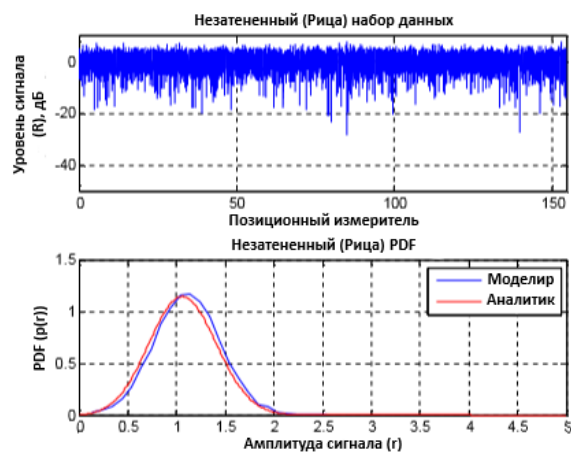 Незатененный (Рица) набор данных
Уровень сигнала
(R), дБ
0
-20
-40
0
50
100
150
Позиционный измеритель
Незатененный (Рица) PDF
PDF (p(r))
1.5
1
0.5
0
Моделир
Аналитик
0
0.5
1
1.5
2
2.5
3
3.5
4
4.5
5
Амплитуда сигнала (r)